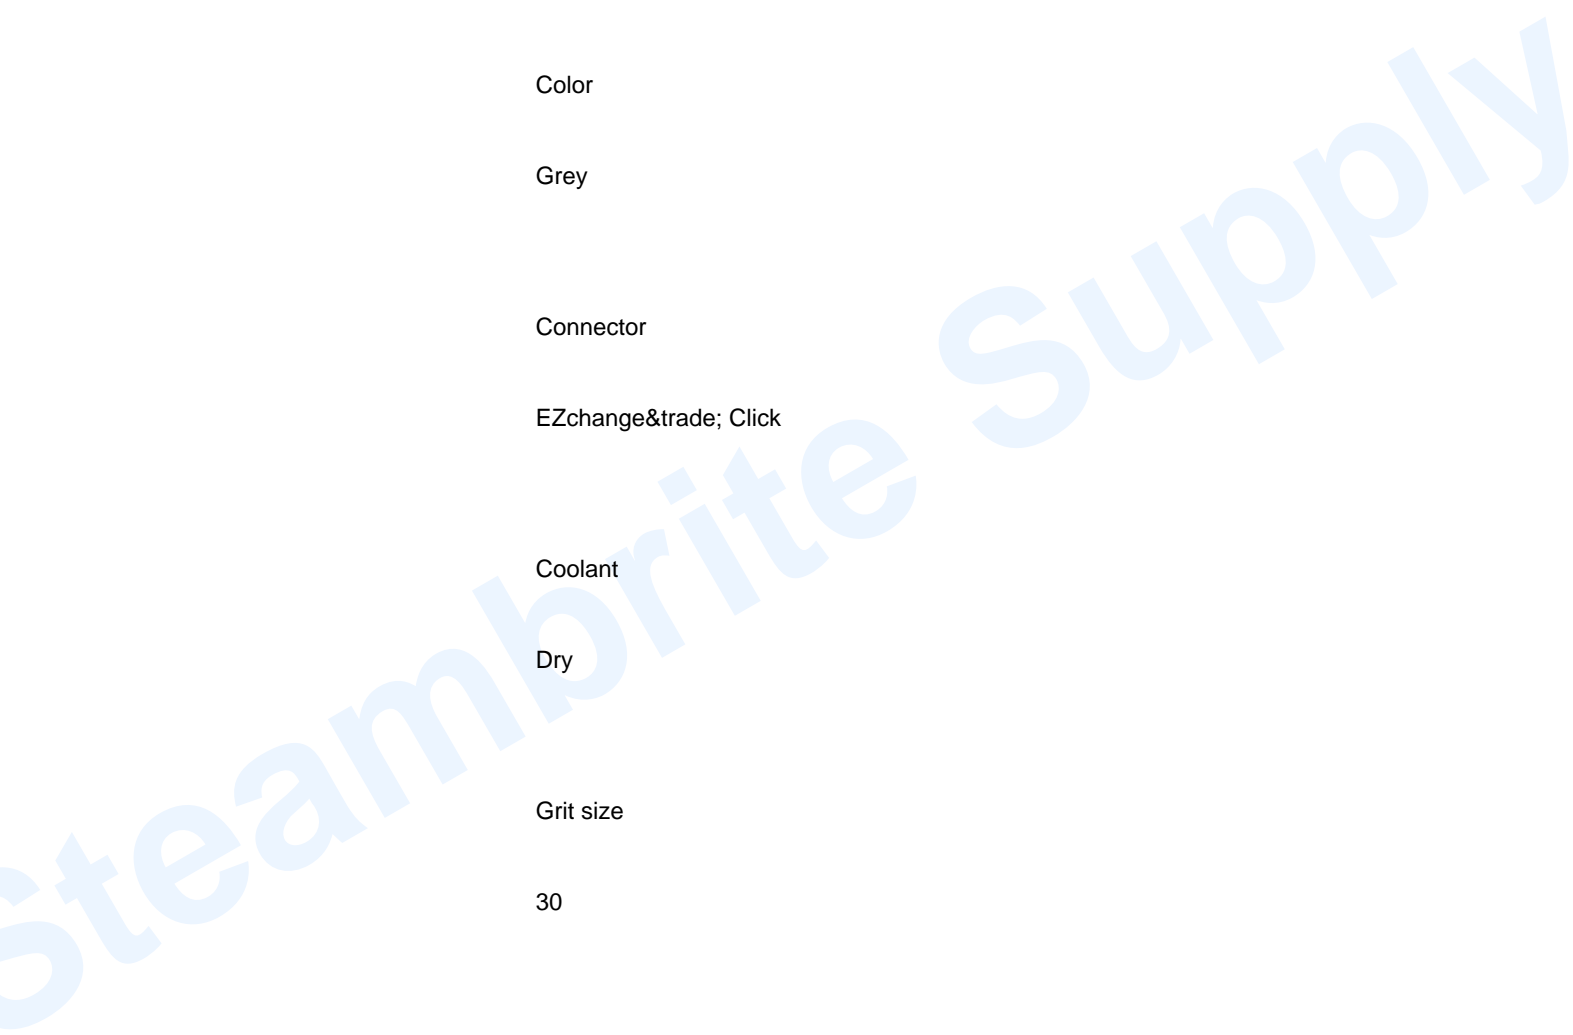 Color
Grey
Connector
EZchange&trade; Click
Coolant
Dry
Grit size
30
Steambrite Supply